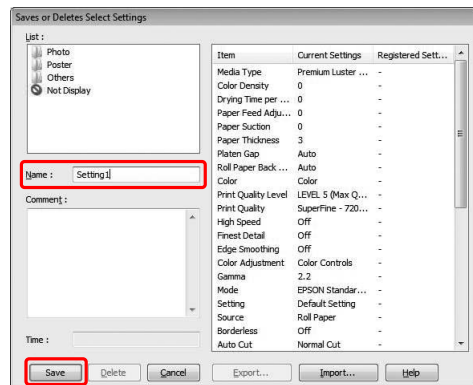 Saves or Deletes Select Settings
List :
Photo
Poster
Others
Not Display
Name : Setting1
Comment :
Time :
Item Current Settings Registered Sett...
Media Type Premium Luster ... -
Color Density 0 -
Drying Time per ... 0 -
Paper Feed Adju... 0 -
Paper Suction 0 -
Paper Thickness 3 -
Platen Gap Auto -
Roll Paper Back ... Auto -
Color Color -
Print Quality Level LEVEL 5 (Max Q... -
Print Quality SuperFine - 720... -
High Speed Off -
Finest Detail Off -
Edge Smoothing Off -
Color Adjustment Color Controls -
Gamma 2.2 -
Mode EPSON Standar... -
Setting Default Setting -
Source Roll Paper -
Borderless Off -
Auto Cut Normal Cut -
Save Delete Cancel Export... Import... Help